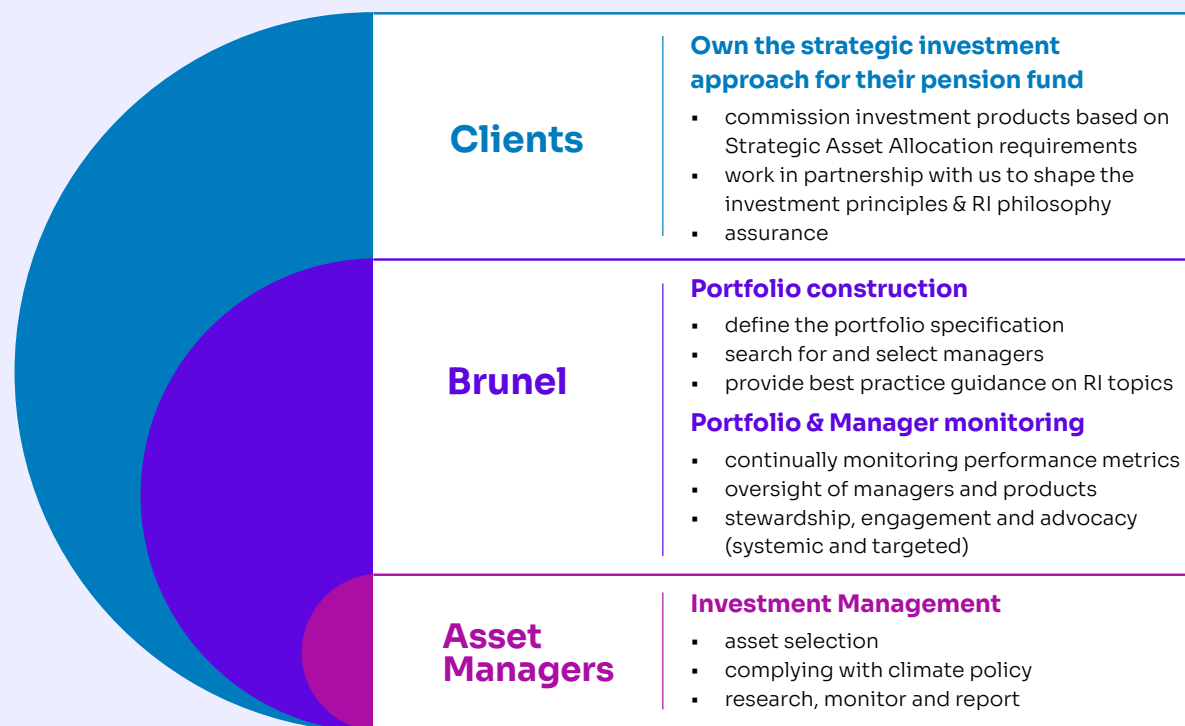 Clients
Own the strategic investment
approach for their pension fund
▪ commission investment products based on
Strategic Asset Allocation requirements
▪ work in partnership with us to shape the
investment principles & RI philosophy
▪ assurance
Brunel
Portfolio construction
▪ define the portfolio specification
▪ search for and select managers
▪ provide best practice guidance on RI topics
Portfolio & Manager monitoring
▪ continually monitoring performance metrics
▪ oversight of managers and products
▪ stewardship, engagement and advocacy
(systemic and targeted)
Asset
Managers
Investment Management
▪ asset selection
▪ complying with climate policy
▪ research, monitor and report